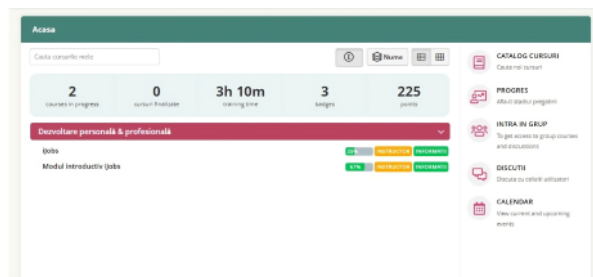 Acasa
Cauta cursurile mele
Nume
2
courses in progress
0
cursuri finalizate
3h 10m
training time
3
badges
225
points
Dezvoltare personală & profesională
iJobs
INSTRUCTOR
INFORMATII
Modul introductiv iJobs
67%
INSTRUCTOR
INFORMATII
CATALOG CURSURI
Cauta noi cursuri
PROGRES
Afla-ti stadiul pregatirii
INTRA IN GRUP
To get access to group courses
and discussions
DISCUTII
Discuta cu ceilalti utilizatori
CALENDAR
View current and upcoming
events